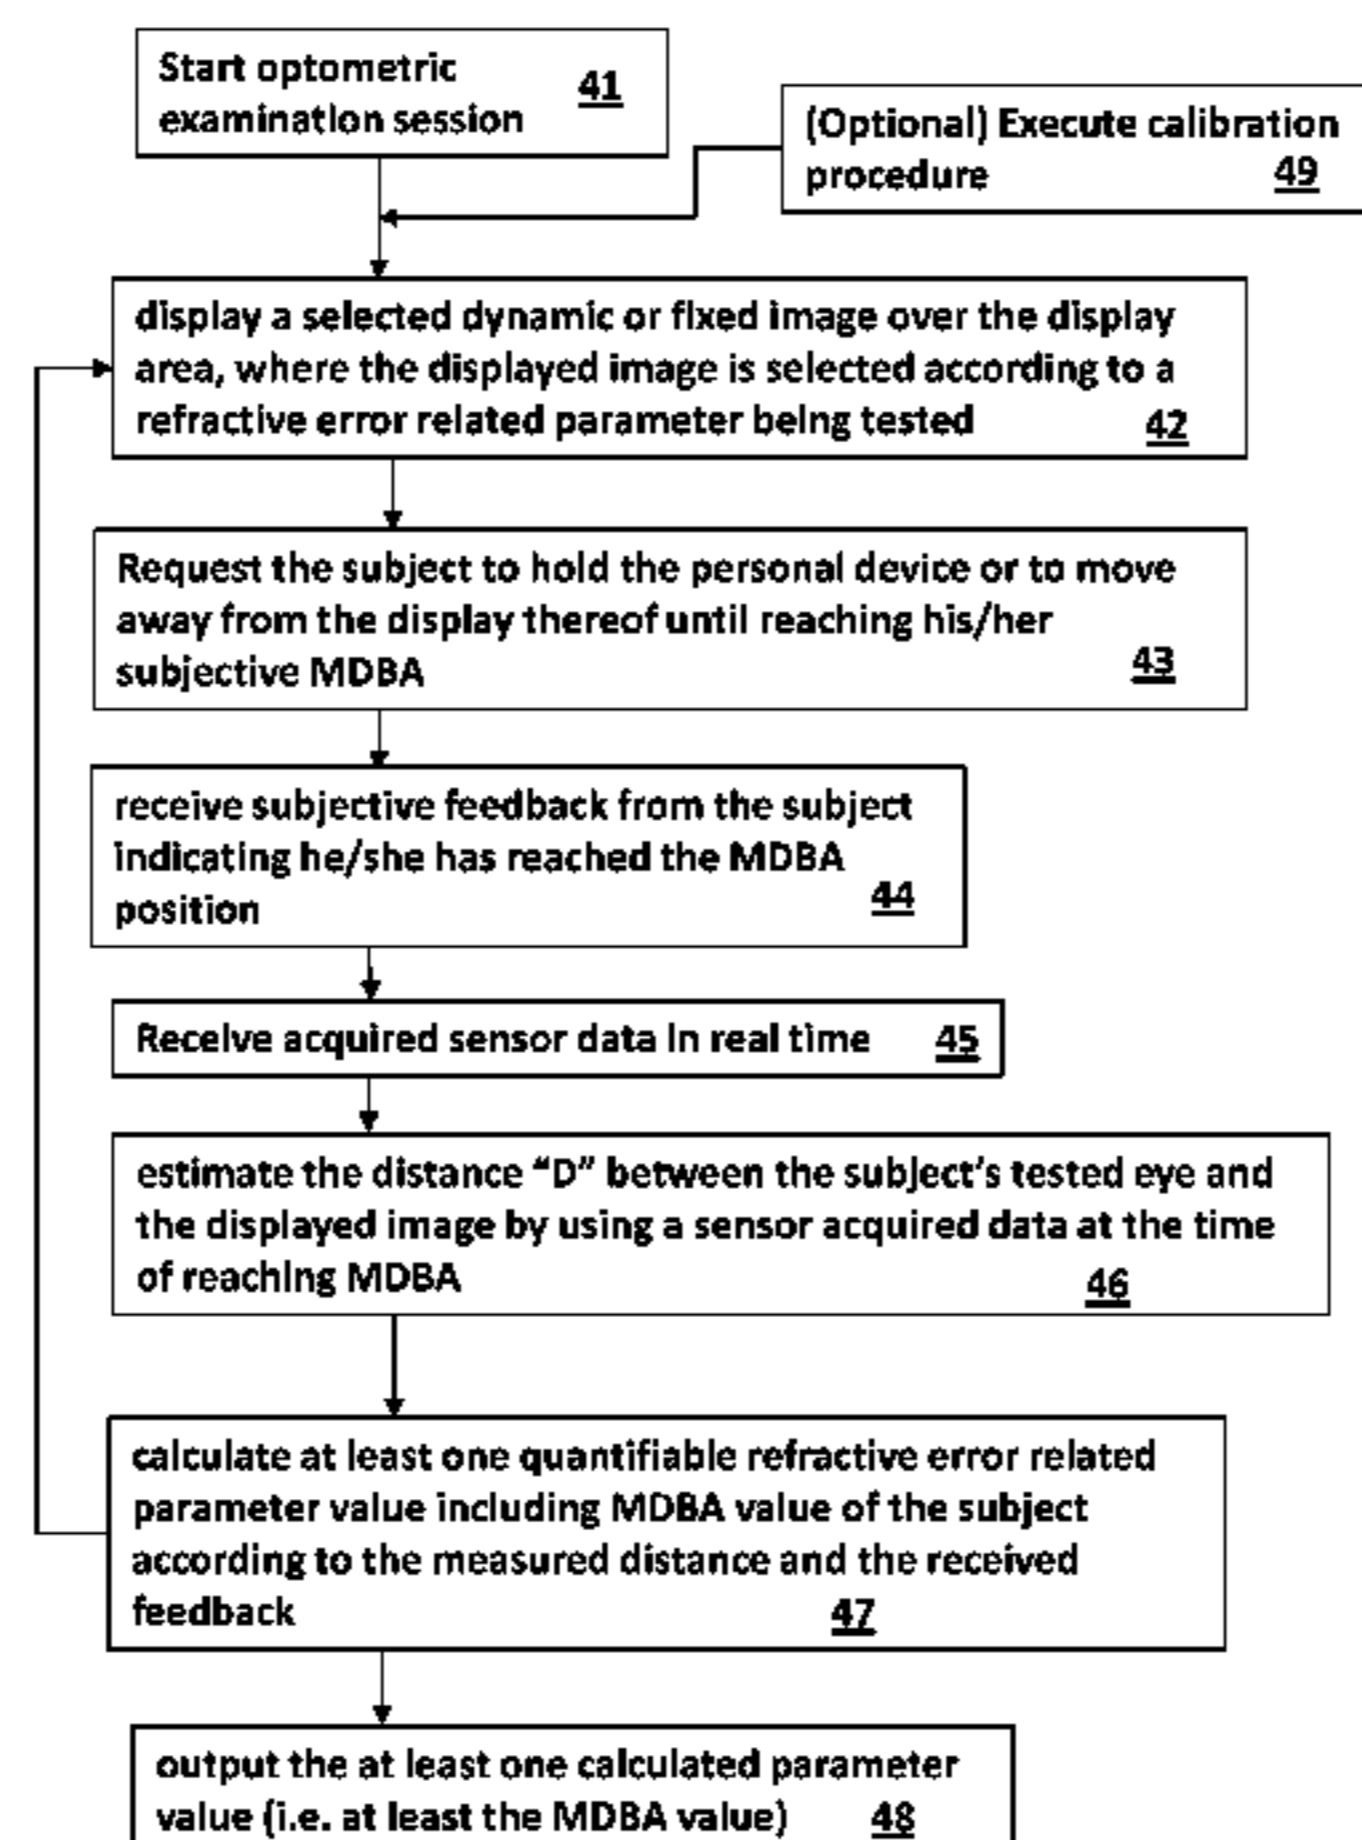 Start optometric
examination session 41
(Optional) Execute calibration
procedure 49
display a selected dynamic or fixed image over the display
area, where the displayed image is selected according to a
refractive error related parameter being tested 42
Request the subject to hold the personal device or to move
away from the display thereof until reaching his/her
subjective MDBA 43
receive subjective feedback from the subject
indicating he/she has reached the MDBA
position 44
Receive acquired sensor data in real time 45
estimate the distance “D” between the subject’s tested eye and
the displayed image by using a sensor acquired data at the time
of reaching MDBA 46
calculate at least one quantifiable refractive error related
parameter value including MDBA value of the subject
according to the measured distance and the received
feedback 47
output the at least one calculated parameter
value (i.e. at least the MDBA value) 48